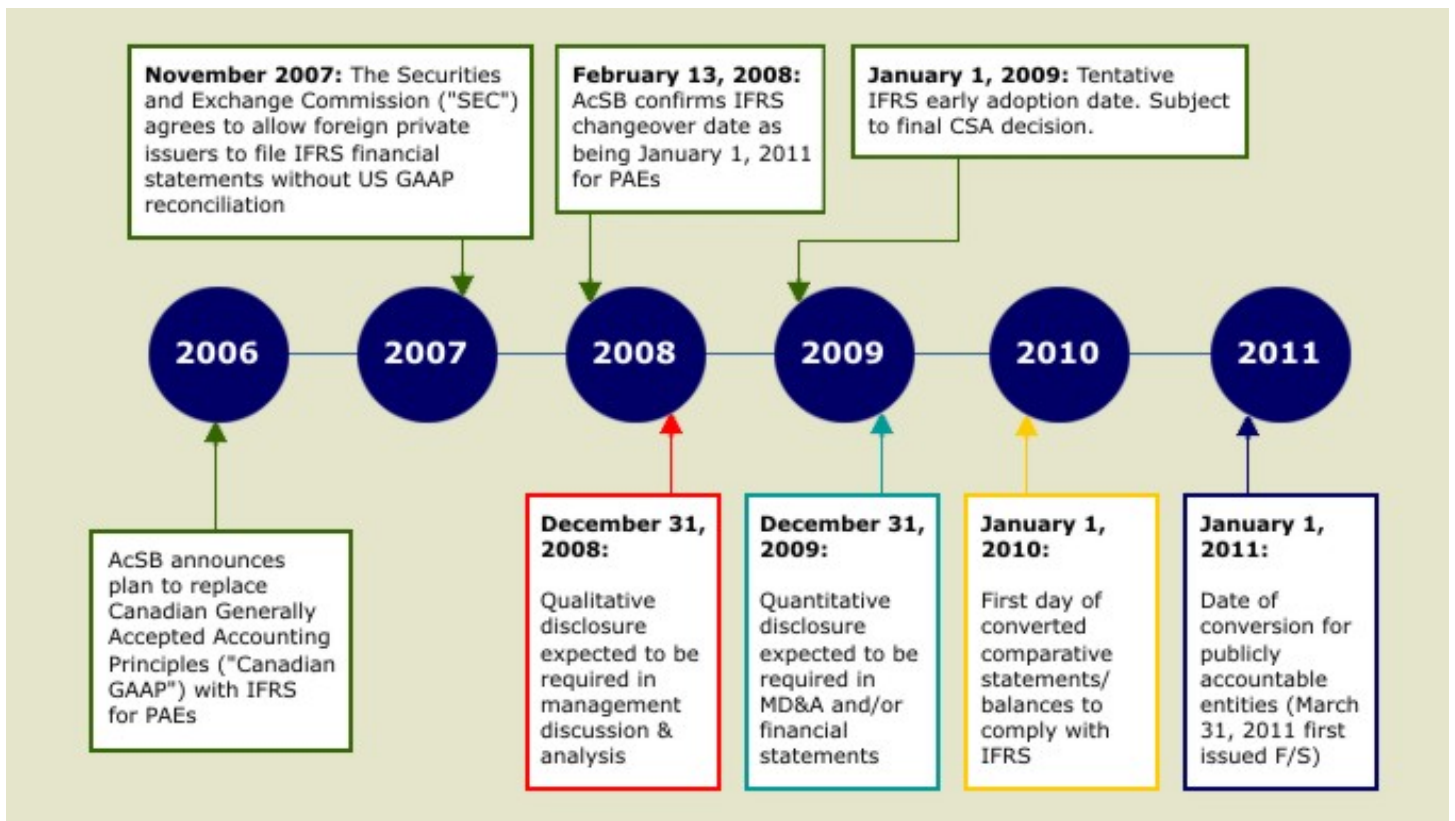 November 2007: The Securities
and Exchange Commission ("SEC")
agrees to allow foreign private
issuers to file IFRS financial
statements without US GAAP
reconciliation
February 13, 2008:
AcSB confirms IFRS
changeover date as
being January 1, 2011
for PAEs
January 1, 2009: Tentative
IFRS early adoption date. Subject
to final CSA decision.
2006
2007
2008
2009
2010
2011
AcSB announces
plan to replace
Canadian Generally
Accepted Accounting
Principles ("Canadian
GAAP") with IFRS
for PAEs
December 31,
2008:
Qualitative
disclosure
expected to be
required in
management
discussion &
analysis
December 31,
2009:
Quantitative
disclosure
expected to be
required in
MD&A and/or
financial
statements
January 1,
2010:
First day of
converted
comparative
statements/
balances to
comply with
IFRS
January 1,
2011:
Date of
conversion for
publicly
accountable
entities (March
31, 2011 first
issued F/S)